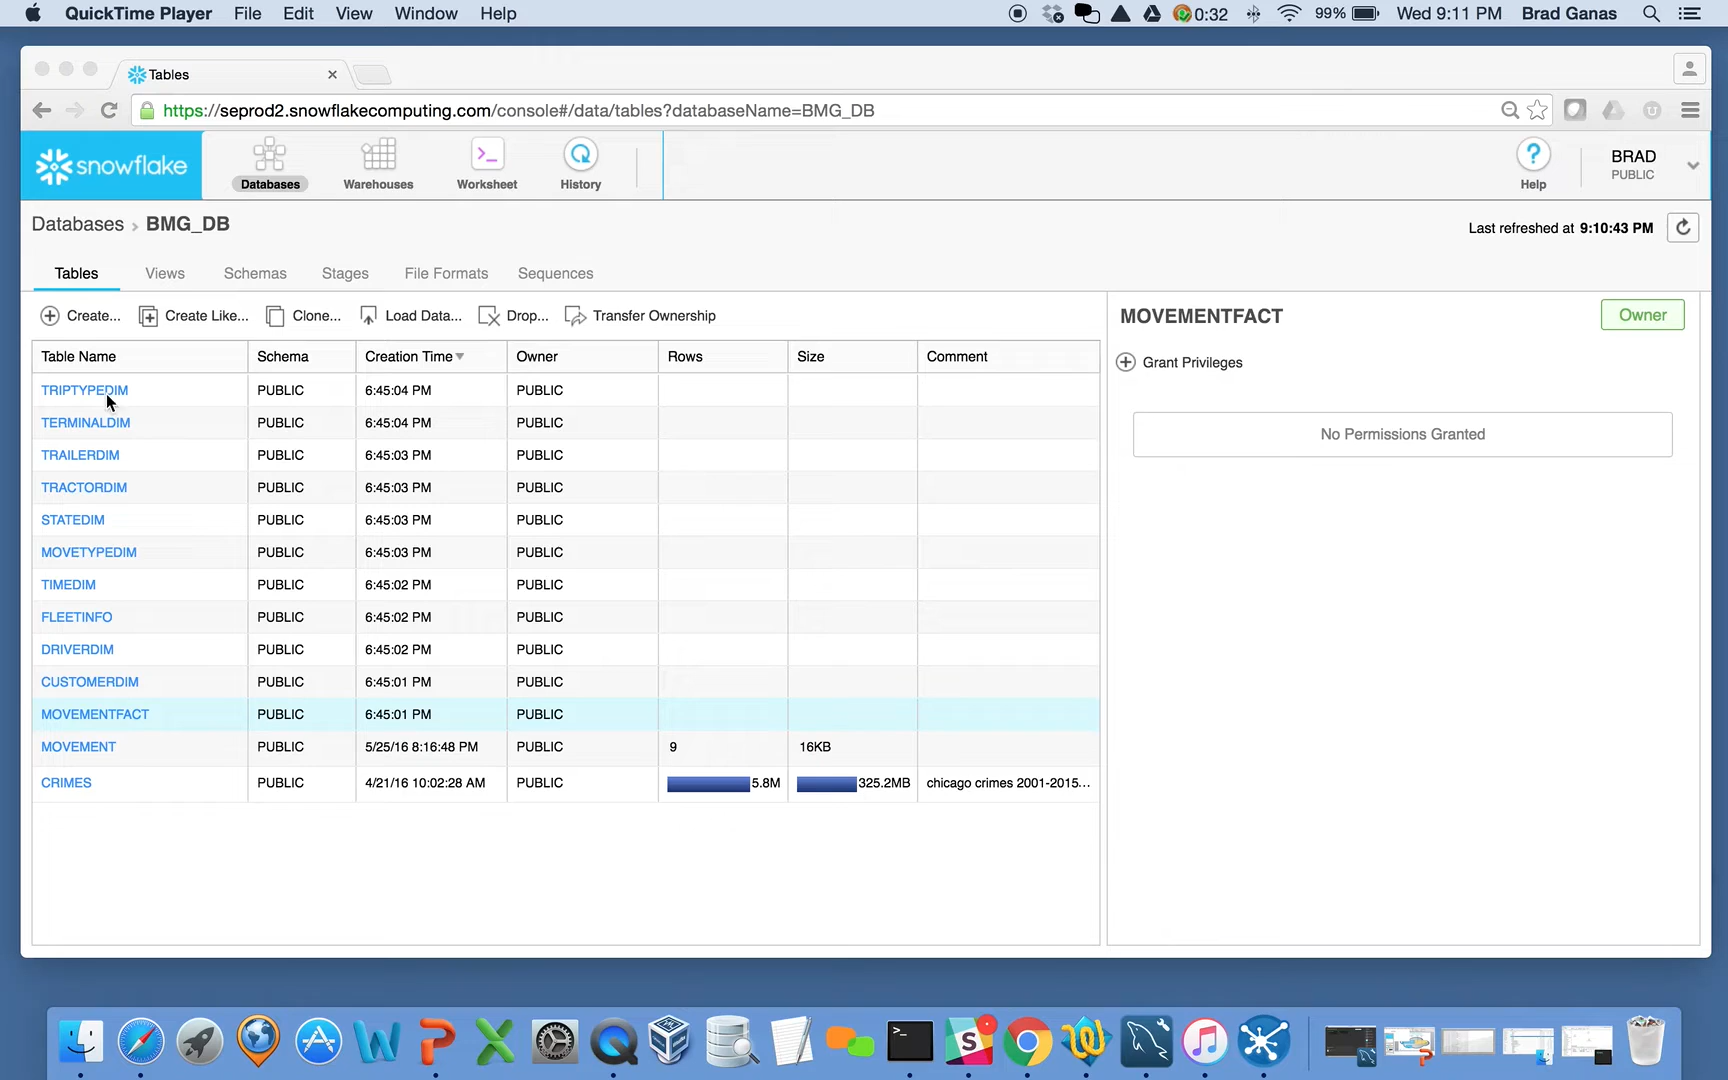 QuickTime Player File Edit View Window Help 0:32 99% Wed 9:11 PM Brad Ganas
Tables
https://seprod2.snowflakecomputing.com/console#/data/tables?databaseName=BMG_DB
snowflake Databases Warehouses Worksheet History Help BRAD PUBLIC
Databases › BMG_DB Last refreshed at 9:10:43 PM
Tables Views Schemas Stages File Formats Sequences
Create... Create Like... Clone... Load Data... Drop... Transfer Ownership MOVEMENTFACT Owner
Table Name Schema Creation Time Owner Rows Size Comment Grant Privileges
TRIPTYPEDIM PUBLIC 6:45:04 PM PUBLIC
TERMINALDIM PUBLIC 6:45:04 PM PUBLIC No Permissions Granted
TRAILERDIM PUBLIC 6:45:03 PM PUBLIC
TRACTORDIM PUBLIC 6:45:03 PM PUBLIC
STATEDIM PUBLIC 6:45:03 PM PUBLIC
MOVETYPEDIM PUBLIC 6:45:03 PM PUBLIC
TIMEDIM PUBLIC 6:45:02 PM PUBLIC
FLEETINFO PUBLIC 6:45:02 PM PUBLIC
DRIVERDIM PUBLIC 6:45:02 PM PUBLIC
CUSTOMERDIM PUBLIC 6:45:01 PM PUBLIC
MOVEMENTFACT PUBLIC 6:45:01 PM PUBLIC
MOVEMENT PUBLIC 5/25/16 8:16:48 PM PUBLIC 9 16KB
CRIMES PUBLIC 4/21/16 10:02:28 AM PUBLIC 5.8M 325.2MB chicago crimes 2001-2015...